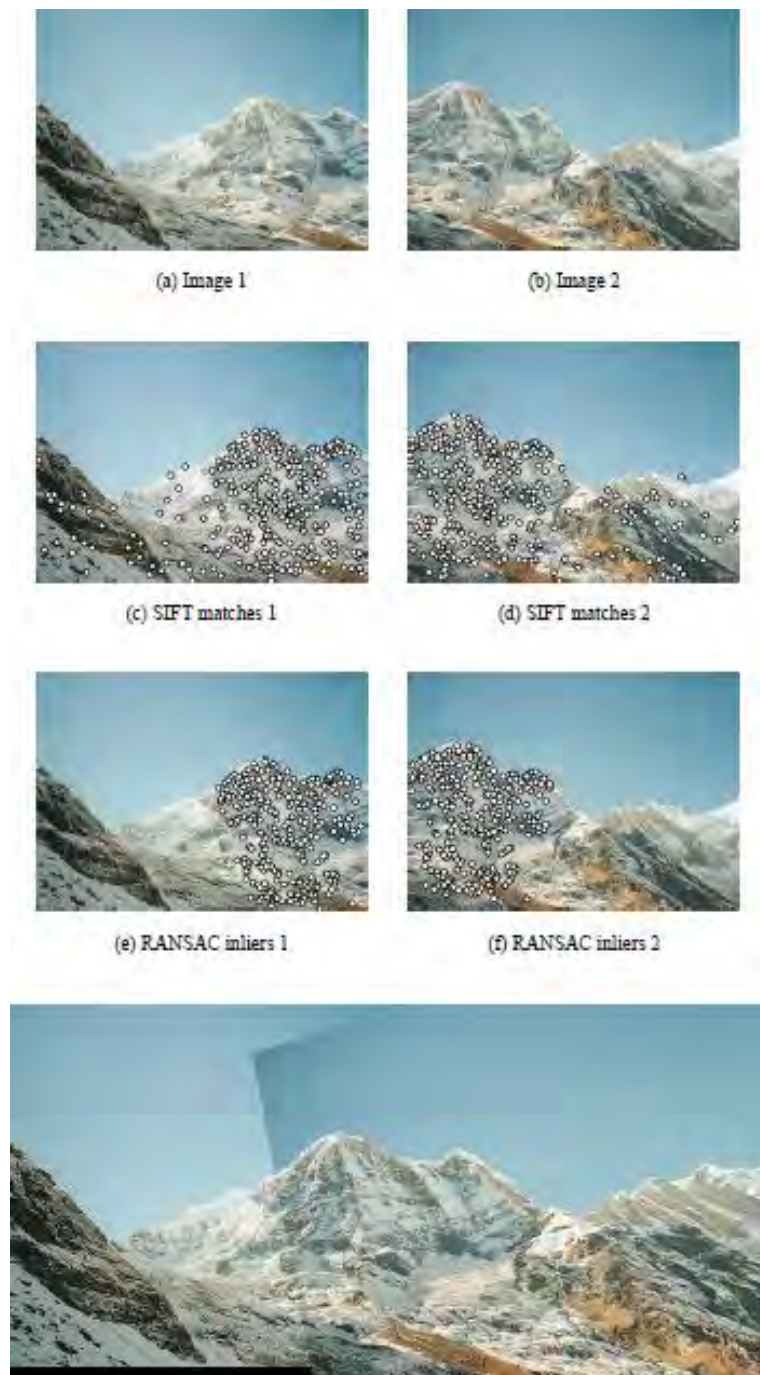 (a) Image 1
(b) Image 2
(c) SIFT matches 1
(d) SIFT matches 2
(e) RANSAC inliers 1
(f) RANSAC inliers 2